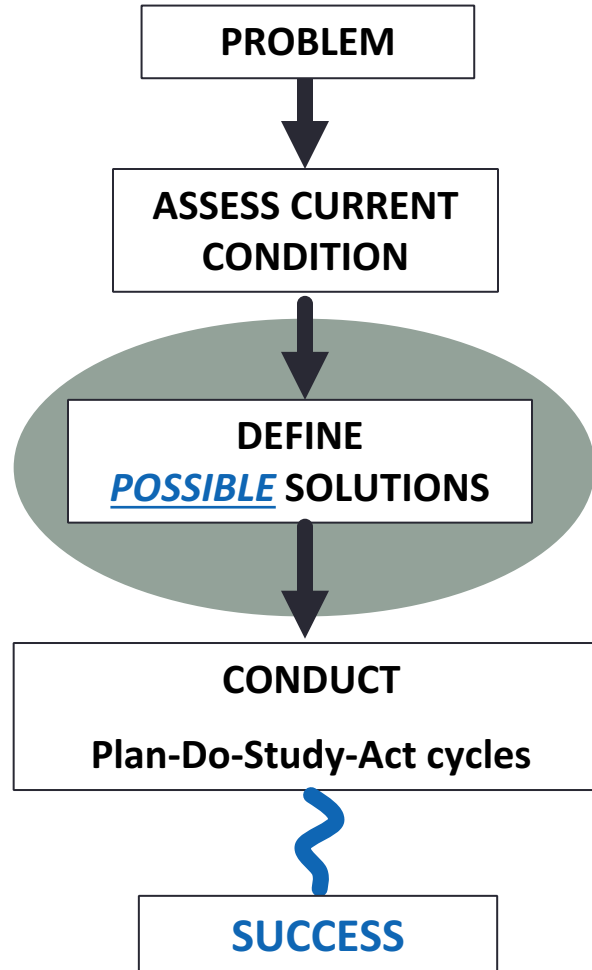 PROBLEM
ASSESS CURRENT
CONDITION
DEFINE
POSSIBLE SOLUTIONS
CONDUCT
Plan-Do-Study-Act cycles
SUCCESS